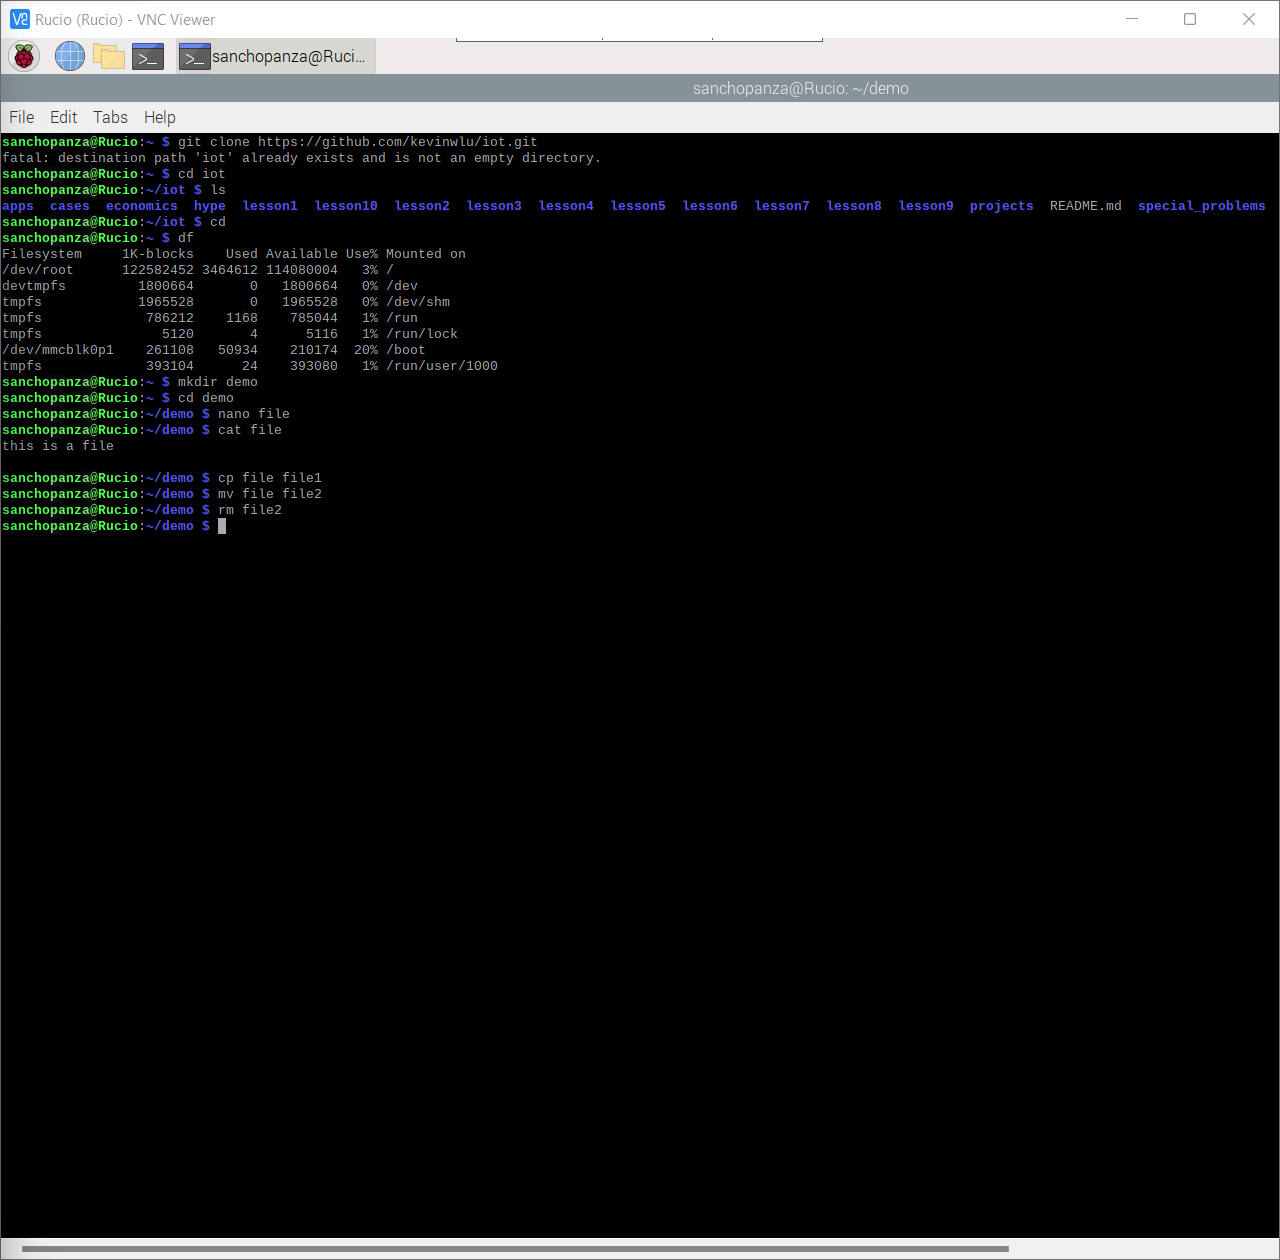 Rucio (Rucio) - VNC Viewer
sanchopanza@Ruci...
sanchopanza@Rucio: ~/demo
File Edit Tabs Help
sanchopanza@Rucio:~ $ git clone https://github.com/kevinwlu/iot.git
fatal: destination path 'iot' already exists and is not an empty directory.
sanchopanza@Rucio:~ $ cd iot
sanchopanza@Rucio:~/iot $ ls
apps  cases  economics  hype  lesson1  lesson10  lesson2  lesson3  lesson4  lesson5  lesson6  lesson7  lesson8  lesson9  projects  README.md  special_problems
sanchopanza@Rucio:~/iot $ cd
sanchopanza@Rucio:~ $ df
Filesystem     1K-blocks    Used Available Use% Mounted on
/dev/root      122582452 3464612 114080004   3% /
devtmpfs         1800664       0   1800664   0% /dev
tmpfs            1965528       0   1965528   0% /dev/shm
tmpfs             786212    1168    785044   1% /run
tmpfs               5120       4      5116   1% /run/lock
/dev/mmcblk0p1    261108   50934    210174  20% /boot
tmpfs             393104      24    393080   1% /run/user/1000
sanchopanza@Rucio:~ $ mkdir demo
sanchopanza@Rucio:~ $ cd demo
sanchopanza@Rucio:~/demo $ nano file
sanchopanza@Rucio:~/demo $ cat file
this is a file
sanchopanza@Rucio:~/demo $ cp file file1
sanchopanza@Rucio:~/demo $ mv file file2
sanchopanza@Rucio:~/demo $ rm file2
sanchopanza@Rucio:~/demo $